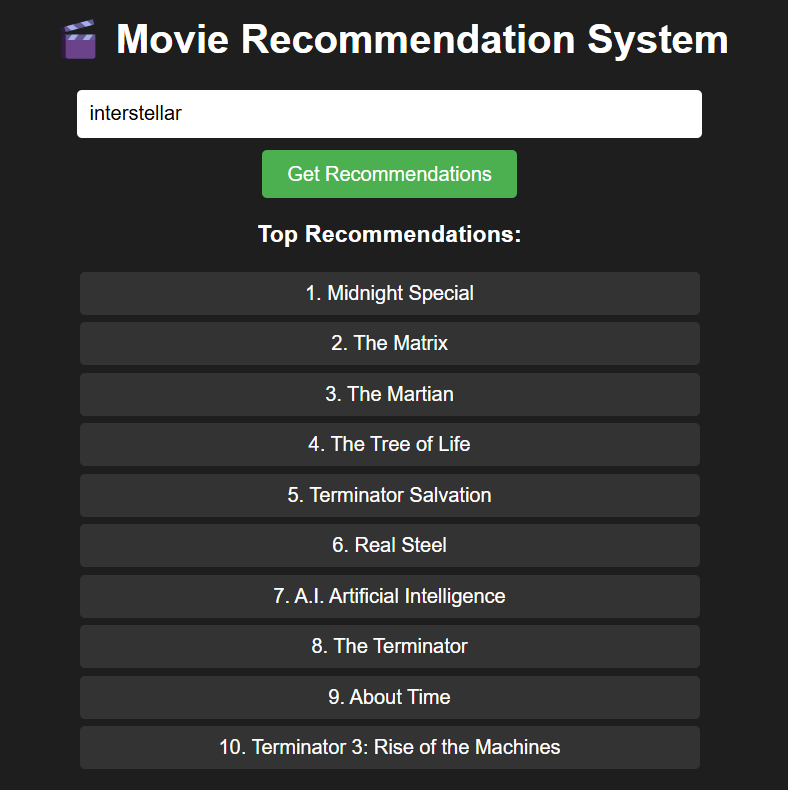 Movie Recommendation System
interstellar
Get Recommendations
Top Recommendations:
1. Midnight Special
2. The Matrix
3. The Martian
4. The Tree of Life
5. Terminator Salvation
6. Real Steel
7. A.I. Artificial Intelligence
8. The Terminator
9. About Time
10. Terminator 3: Rise of the Machines